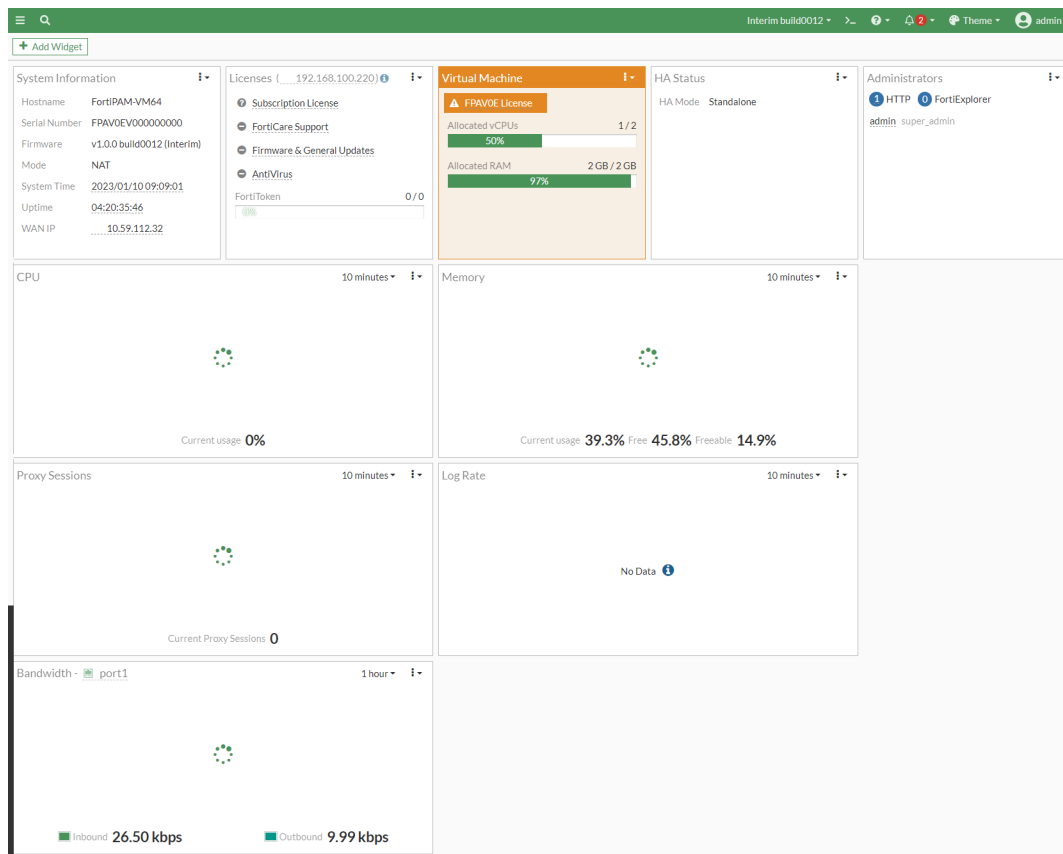 Interim build0012 >_ ? 2 Theme admin
+ Add Widget
System Information
Hostname FortiPAM-VM64
Serial Number FPAV0EV000000000
Firmware v1.0.0 build0012 (Interim)
Mode NAT
System Time 2023/01/10 09:09:01
Uptime 04:20:35:46
WAN IP 10.59.112.32
Licenses ( 192.168.100.220)
Subscription License
FortiCare Support
Firmware & General Updates
AntiVirus
FortiToken 0 / 0
0%
Virtual Machine
FPAV0E License
Allocated vCPUs 1 / 2
50%
Allocated RAM 2 GB / 2 GB
97%
HA Status
HA Mode Standalone
Administrators
1 HTTP 0 FortiExplorer
admin super_admin
CPU 10 minutes
Current usage 0%
Memory 10 minutes
Current usage 39.3% Free 45.8% Freeable 14.9%
Proxy Sessions 10 minutes
Current Proxy Sessions 0
Log Rate 10 minutes
No Data
Bandwidth - port1 1 hour
Inbound 26.50 kbps Outbound 9.99 kbps